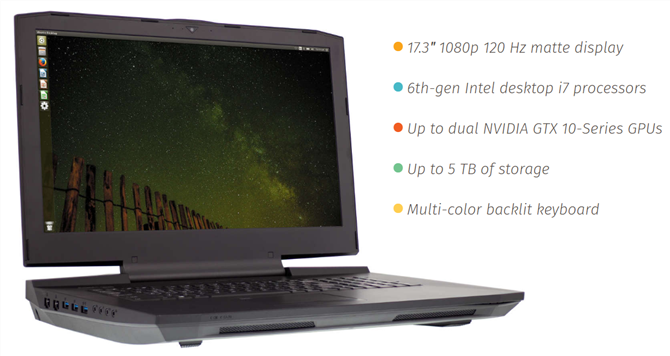 17.3" 1080p 120 Hz matte display
6th-gen Intel desktop i7 processors
Up to dual NVIDIA GTX 10-Series GPUs
Up to 5 TB of storage
Multi-color backlit keyboard